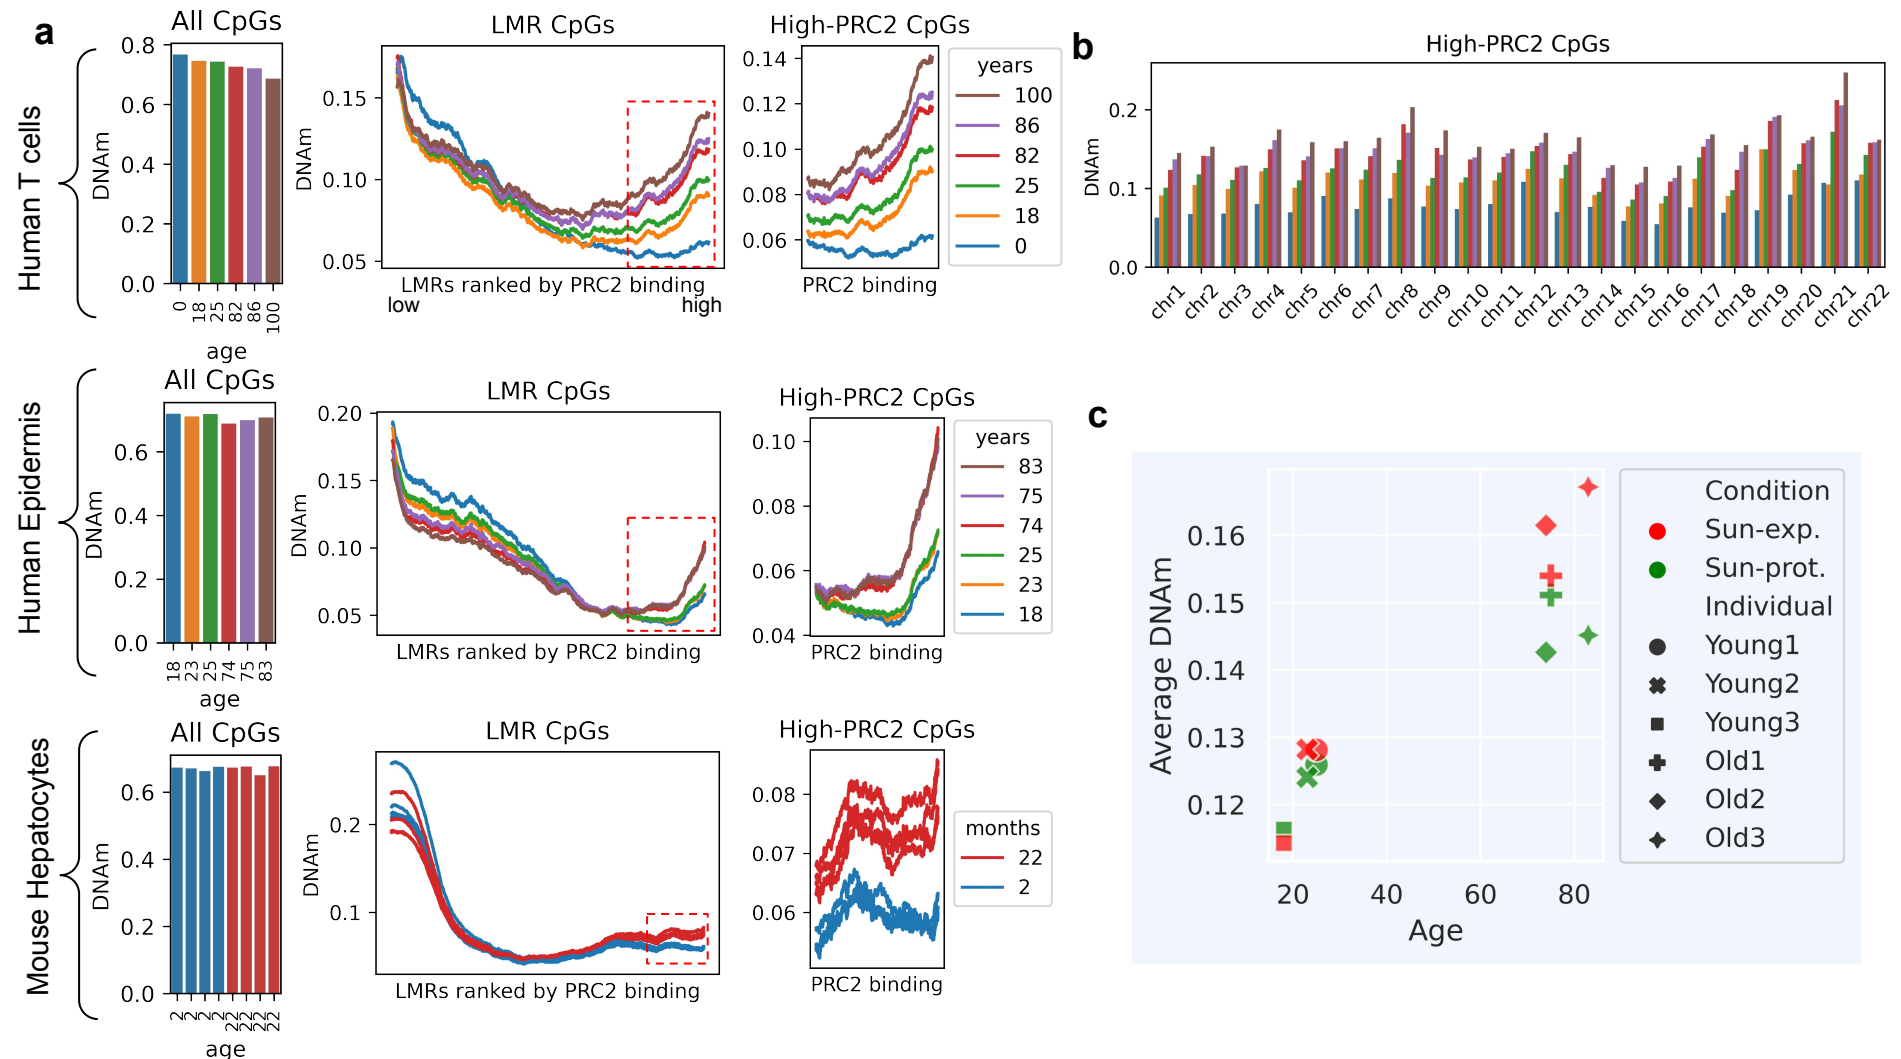 a
Human T cells
All CpGs
DNAm
0.8
0.6
0.4
0.2
0.0
0
18
25
82
86
100
age
LMR CpGs
DNAm
0.15
0.10
0.05
LMRs ranked by PRC2 binding
low
high
High-PRC2 CpGs
0.14
0.12
0.10
0.08
0.06
PRC2 binding
years
100
86
82
25
18
0
Human Epidermis
All CpGs
DNAm
0.6
0.4
0.2
0.0
18
23
25
74
75
83
age
LMR CpGs
DNAm
0.20
0.15
0.10
0.05
LMRs ranked by PRC2 binding
High-PRC2 CpGs
0.10
0.08
0.06
0.04
PRC2 binding
years
83
75
74
25
23
18
Mouse Hepatocytes
All CpGs
DNAm
0.6
0.4
0.2
0.0
2
2
2
2
22
22
22
22
age
LMR CpGs
DNAm
0.2
0.1
LMRs ranked by PRC2 binding
High-PRC2 CpGs
0.08
0.07
0.06
PRC2 binding
months
22
2
b
High-PRC2 CpGs
DNAm
0.2
0.1
0.0
chr1
chr2
chr3
chr4
chr5
chr6
chr7
chr8
chr9
chr10
chr11
chr12
chr13
chr14
chr15
chr16
chr17
chr18
chr19
chr20
chr21
chr22
c
Average DNAm
0.16
0.15
0.14
0.13
0.12
20
40
60
80
Age
Condition
Sun-exp.
Sun-prot.
Individual
Young1
Young2
Young3
Old1
Old2
Old3